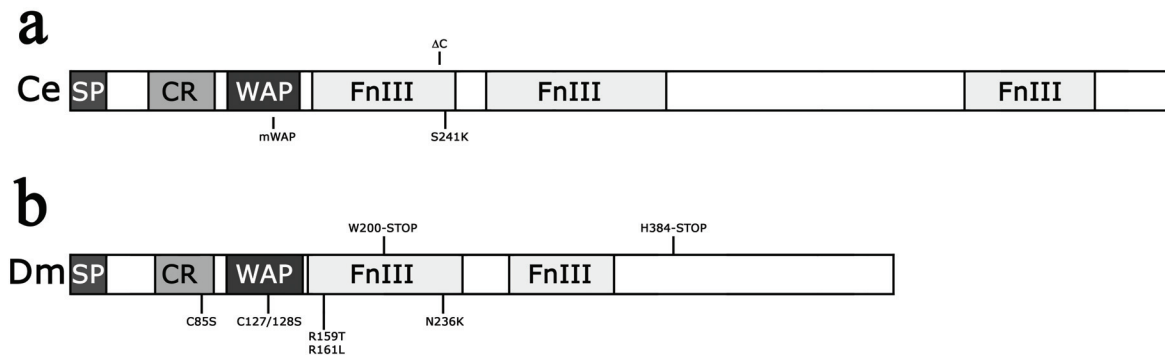 a
ΔC
Ce SP CR WAP FnIII FnIII FnIII
mWAP S241K
b
W200-STOP H384-STOP
Dm SP CR WAP FnIII FnIII
C85S C127/128S R159T N236K
R161L